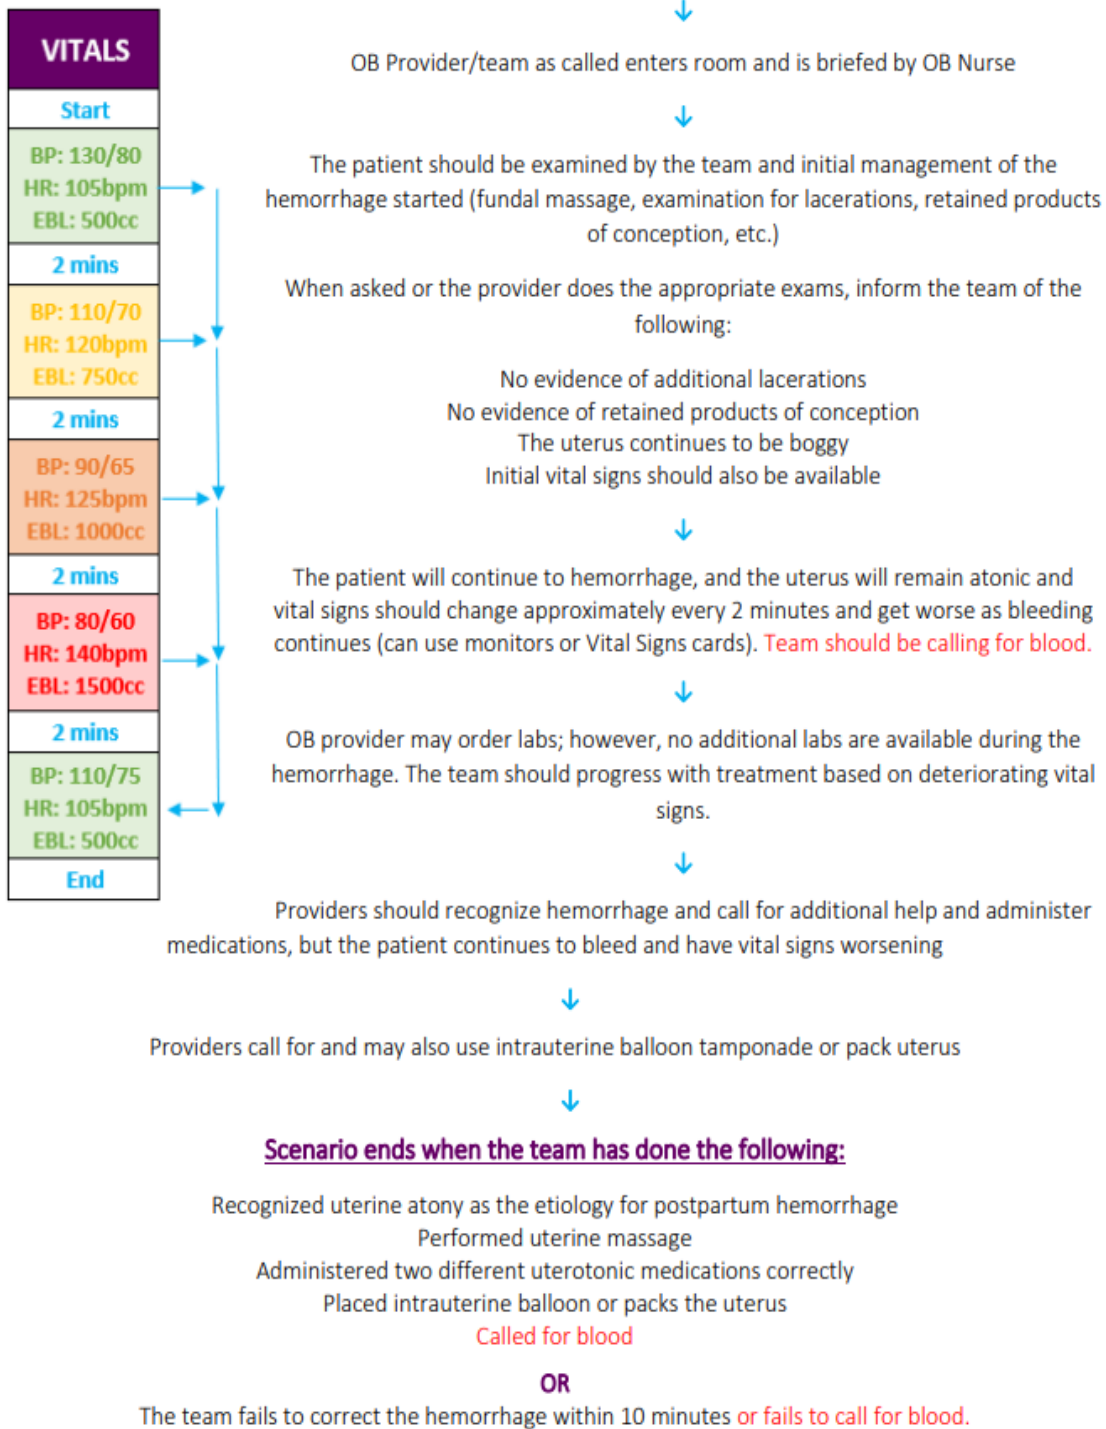 VITALS
Start
BP: 130/80
HR: 105bpm
EBL: 500cc
2 mins
BP: 110/70
HR: 120bpm
EBL: 750cc
2 mins
BP: 90/65
HR: 125bpm
EBL: 1000cc
2 mins
BP: 80/60
HR: 140bpm
EBL: 1500cc
2 mins
BP: 110/75
HR: 105bpm
EBL: 500cc
End
↓
OB Provider/team as called enters room and is briefed by OB Nurse
↓
The patient should be examined by the team and initial management of the
hemorrhage started (fundal massage, examination for lacerations, retained products
of conception, etc.)
When asked or the provider does the appropriate exams, inform the team of the
following:
No evidence of additional lacerations
No evidence of retained products of conception
The uterus continues to be boggy
Initial vital signs should also be available
↓
The patient will continue to hemorrhage, and the uterus will remain atonic and
vital signs should change approximately every 2 minutes and get worse as bleeding
continues (can use monitors or Vital Signs cards). Team should be calling for blood.
↓
OB provider may order labs; however, no additional labs are available during the
hemorrhage. The team should progress with treatment based on deteriorating vital
signs.
↓
Providers should recognize hemorrhage and call for additional help and administer
medications, but the patient continues to bleed and have vital signs worsening
↓
Providers call for and may also use intrauterine balloon tamponade or pack uterus
↓
Scenario ends when the team has done the following:
Recognized uterine atony as the etiology for postpartum hemorrhage
Performed uterine massage
Administered two different uterotonic medications correctly
Placed intrauterine balloon or packs the uterus
Called for blood
OR
The team fails to correct the hemorrhage within 10 minutes or fails to call for blood.